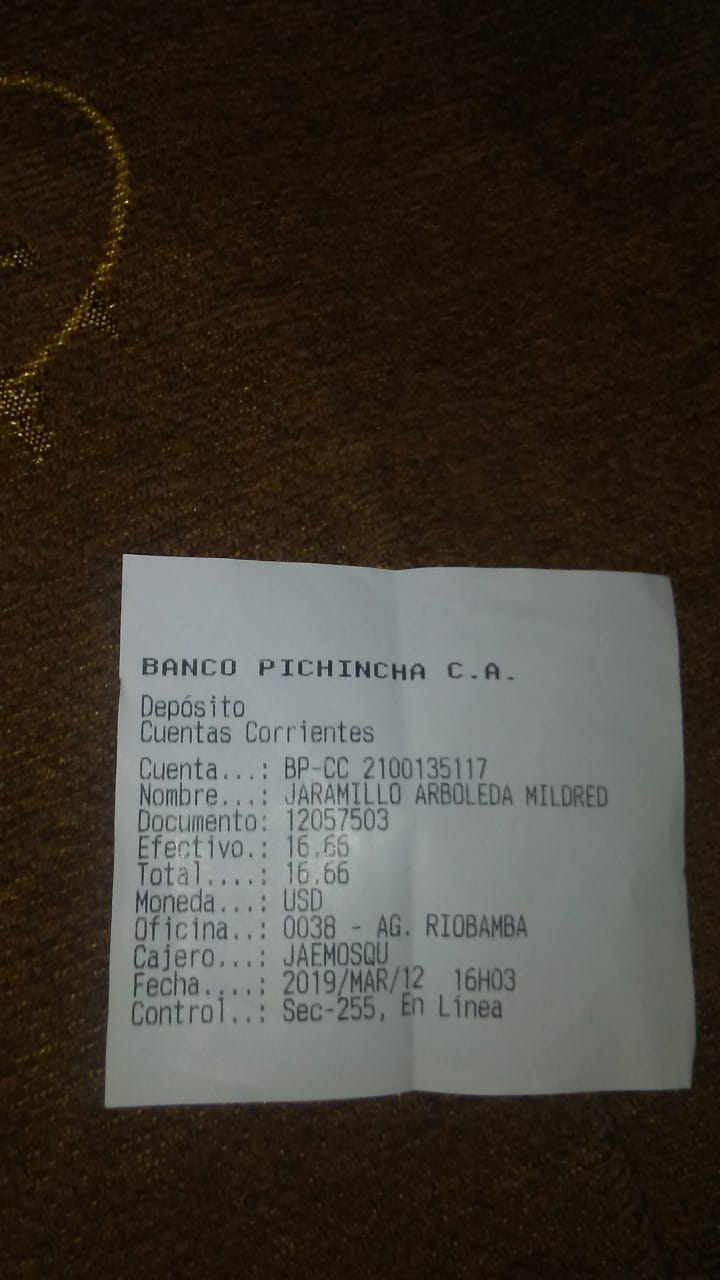 BANCO PICHINCHA C.A.
Depósito
Cuentas Corrientes
Cuenta...: BP-CC 2100135117
Nombre...: JARAMILLO ARBOLEDA MILDRED
Documento: 12057503
Efectivo.: 16.66
Total....: 16.66
Moneda...: USD
Oficina..: 0038 - AG. RIOBAMBA
Cajero...: JAEMOSQU
Fecha....: 2019/MAR/12 16H03
Control..: Sec-255, En Línea